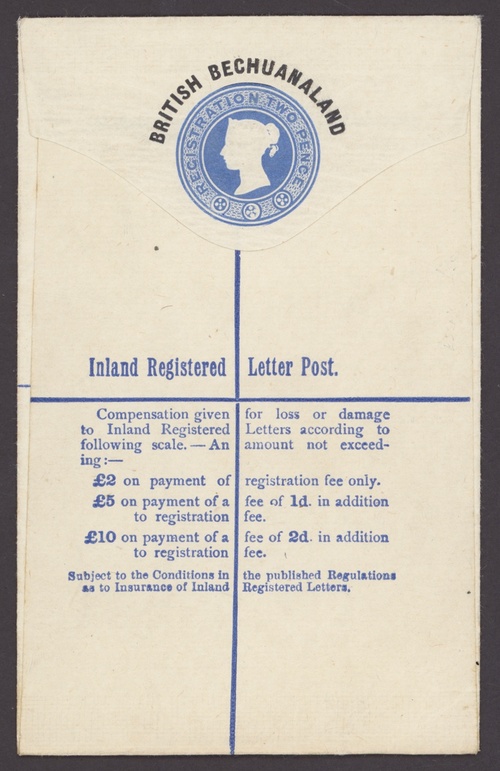 BRITISH BECHUANALAND
REGISTRATION TWO PENCE
Inland Registered Letter Post.
Compensation given for loss or damage
to Inland Registered Letters according to
following scale. — An amount not exceed-
ing :—
£2 on payment of registration fee only.
£5 on payment of a fee of 1d. in addition
to registration fee.
£10 on payment of a fee of 2d. in addition
to registration fee.
Subject to the Conditions in the published Regulations
as to Insurance of Inland Registered Letters.